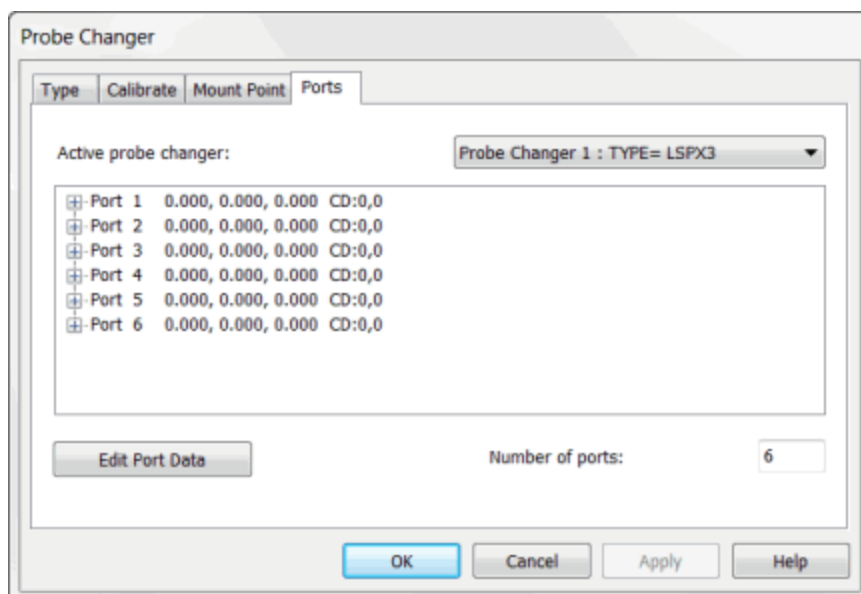 Probe Changer
Type Calibrate Mount Point Ports
Active probe changer: Probe Changer 1 : TYPE= LSPX3
Port 1 0.000, 0.000, 0.000 CD:0,0
Port 2 0.000, 0.000, 0.000 CD:0,0
Port 3 0.000, 0.000, 0.000 CD:0,0
Port 4 0.000, 0.000, 0.000 CD:0,0
Port 5 0.000, 0.000, 0.000 CD:0,0
Port 6 0.000, 0.000, 0.000 CD:0,0
Edit Port Data Number of ports: 6
OK Cancel Apply Help